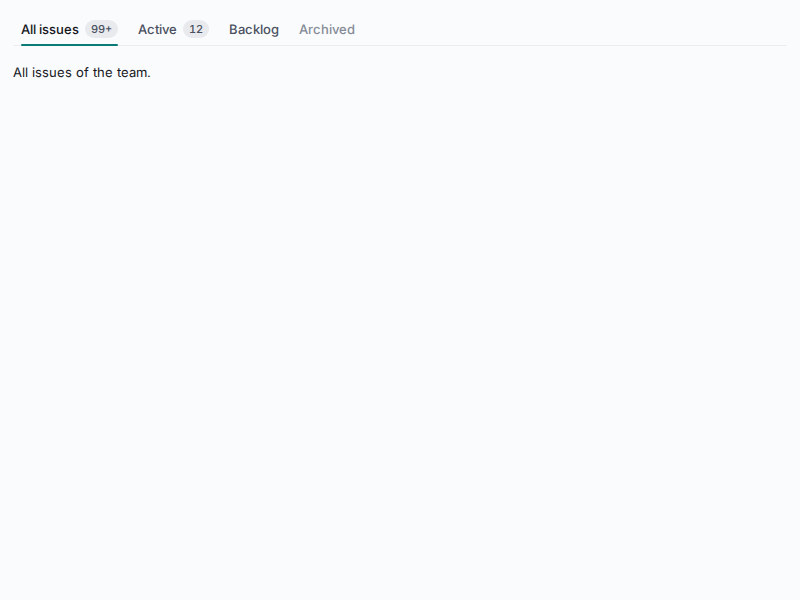 All issues 99+ Active 12 Backlog Archived
All issues of the team.